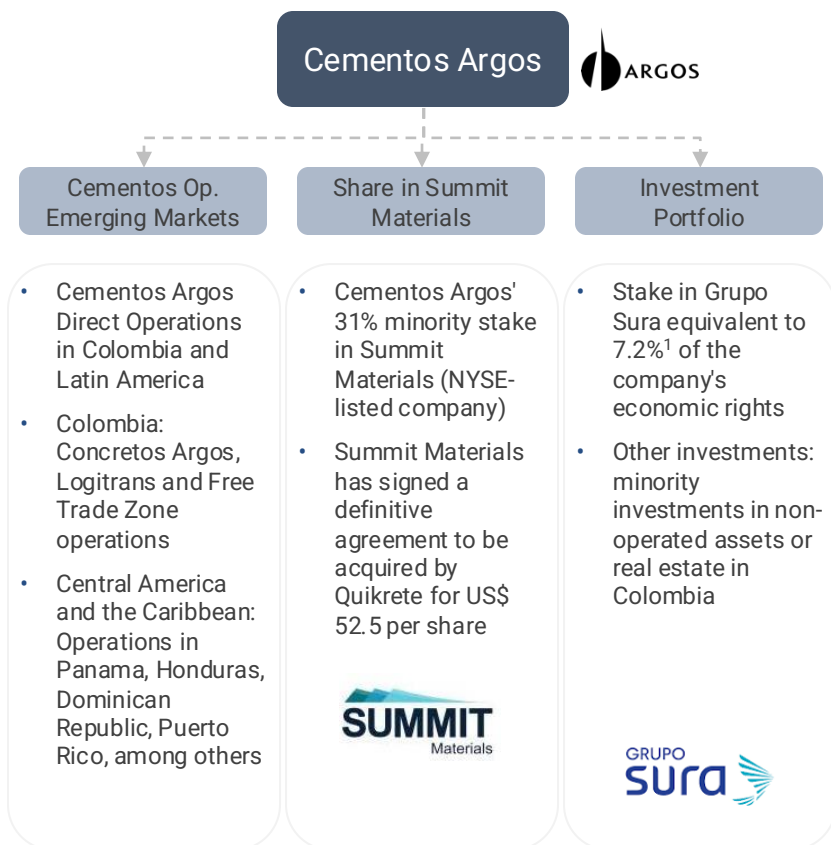 Cementos Argos
ARGOS
Cementos Op.
Emerging Markets
Share in Summit
Materials
Investment
Portfolio
• Cementos Argos
Direct Operations
in Colombia and
Latin America
• Colombia:
Concretos Argos,
Logitrans and Free
Trade Zone
operations
• Central America
and the Caribbean:
Operations in
Panama, Honduras,
Dominican
Republic, Puerto
Rico, among others
• Cementos Argos'
31% minority stake
in Summit
Materials (NYSE-
listed company)
• Summit Materials
has signed a
definitive
agreement to be
acquired by
Quikrete for US$
52.5 per share
SUMMIT
Materials
• Stake in Grupo
Sura equivalent to
7.2%¹ of the
company's
economic rights
• Other investments:
minority
investments in non-
operated assets or
real estate in
Colombia
GRUPO
sura